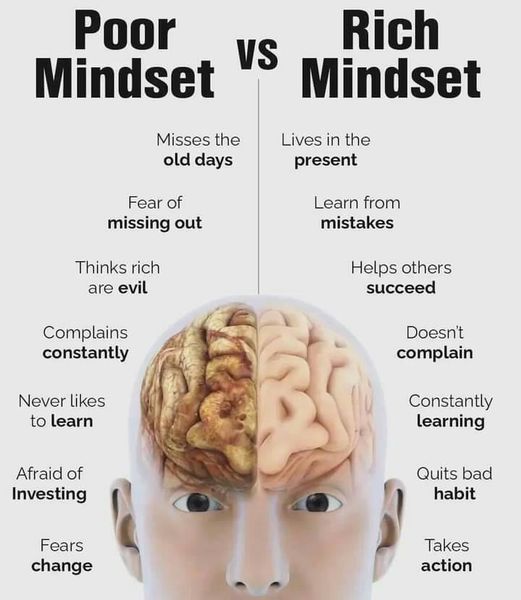 Poor
Mindset
vs
Rich
Mindset
Misses the
old days
Lives in the
present
Fear of
missing out
Learn from
mistakes
Thinks rich
are evil
Helps others
succeed
Complains
constantly
Doesn't
complain
Never likes
to learn
Constantly
learning
Afraid of
Investing
Quits bad
habit
Fears
change
Takes
action